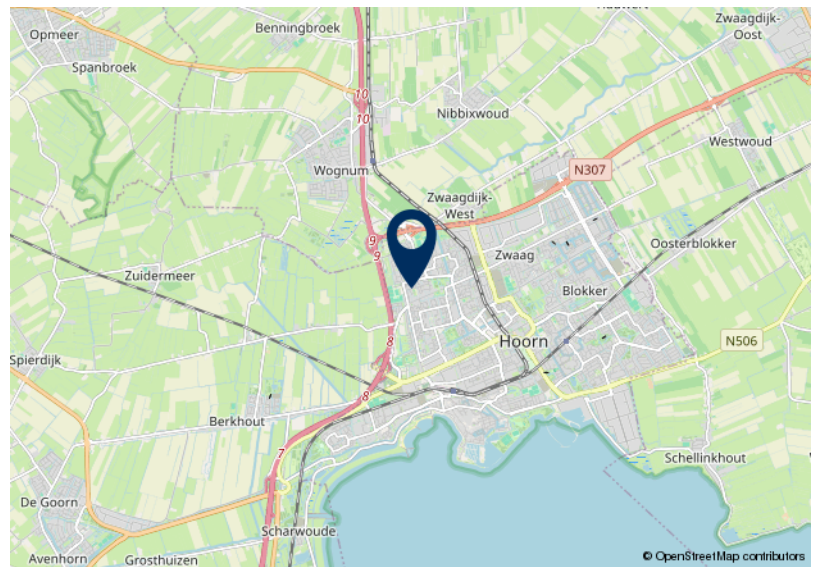 Opmeer
Benningbroek
Zwaagdijk-
Oost
Spanbroek
10
10
Nibbixwoud
Westwoud
Wognum
N307
Zwaagdijk-
West
9
9
Zwaag
Oosterblokker
Zuidermeer
Blokker
8
Hoorn
N506
Spierdijk
8
Berkhout
7
Schellinkhout
De Goorn
Scharwoude
Avenhorn
Grosthuizen
© OpenStreetMap contributors